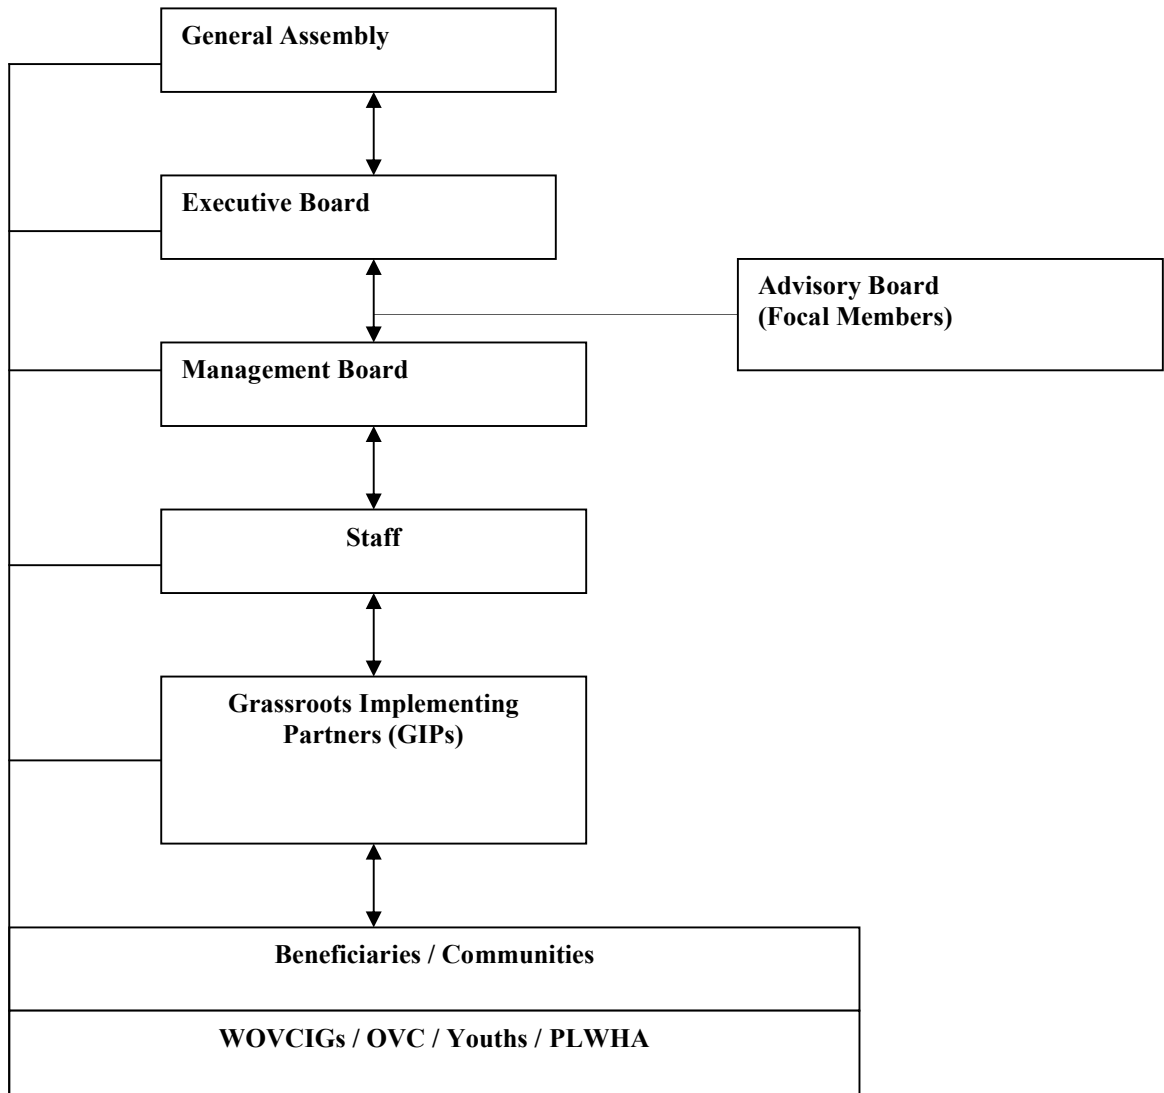 General Assembly
Executive Board
Advisory Board
(Focal Members)
Management Board
Staff
Grassroots Implementing
Partners (GIPs)
Beneficiaries / Communities
WOVCIGs / OVC / Youths / PLWHA